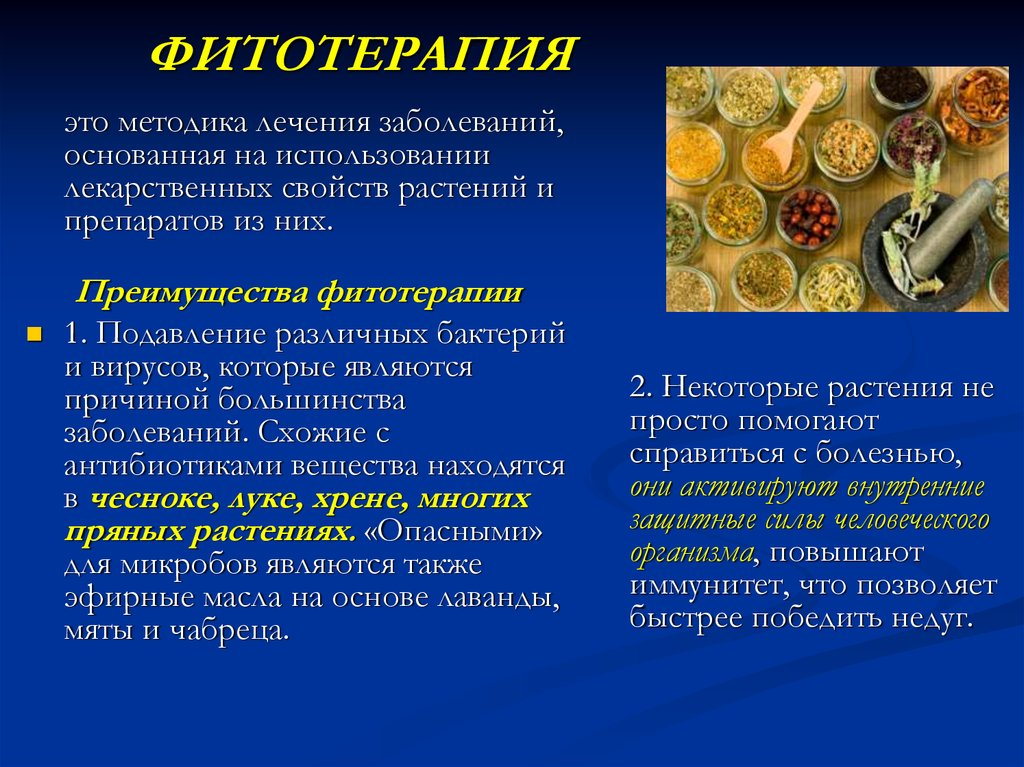 ФИТОТЕРАПИЯ
это методика лечения заболеваний,
основанная на использовании
лекарственных свойств растений и
препаратов из них.
Преимущества фитотерапии
1. Подавление различных бактерий
и вирусов, которые являются
причиной большинства
заболеваний. Схожие с
антибиотиками вещества находятся
в чесноке, луке, хрене, многих
пряных растениях. «Опасными»
для микробов являются также
эфирные масла на основе лаванды,
мяты и чабреца.
2. Некоторые растения не
просто помогают
справиться с болезнью,
они активируют внутренние
защитные силы человеческого
организма, повышают
иммунитет, что позволяет
быстрее победить недуг.